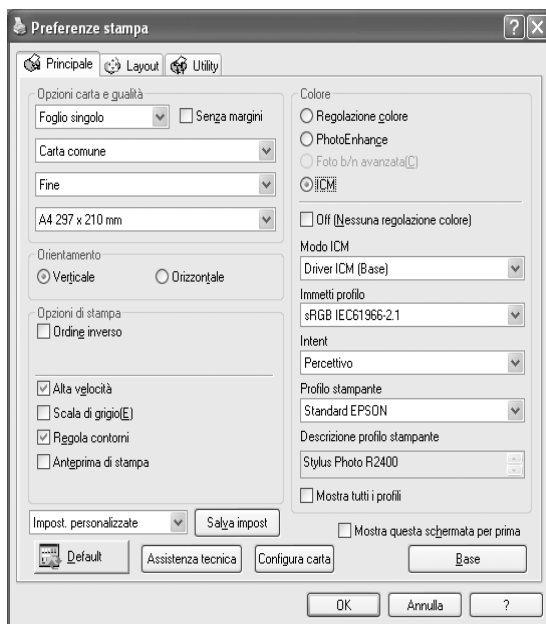 Preferenze stampa
Principale
Layout
Utility
Opzioni carta e qualità
Foglio singolo
Senza margini
Carta comune
Fine
A4 297 x 210 mm
Orientamento
Verticale
Orizzontale
Opzioni di stampa
Ordine inverso
Alta velocità
Scala di grigio(E)
Regola contorni
Anteprima di stampa
Colore
Regolazione colore
PhotoEnhance
Foto b/n avanzata(C)
ICM
Off (Nessuna regolazione colore)
Modo ICM
Driver ICM (Base)
Immetti profilo
sRGB IEC61966-2.1
Intent
Percettivo
Profilo stampante
Standard EPSON
Descrizione profilo stampante
Stylus Photo R2400
Mostra tutti i profili
Impost. personalizzate
Salva impost
Mostra questa schermata per prima
Default
Assistenza tecnica
Configura carta
Base
OK
Annulla
?